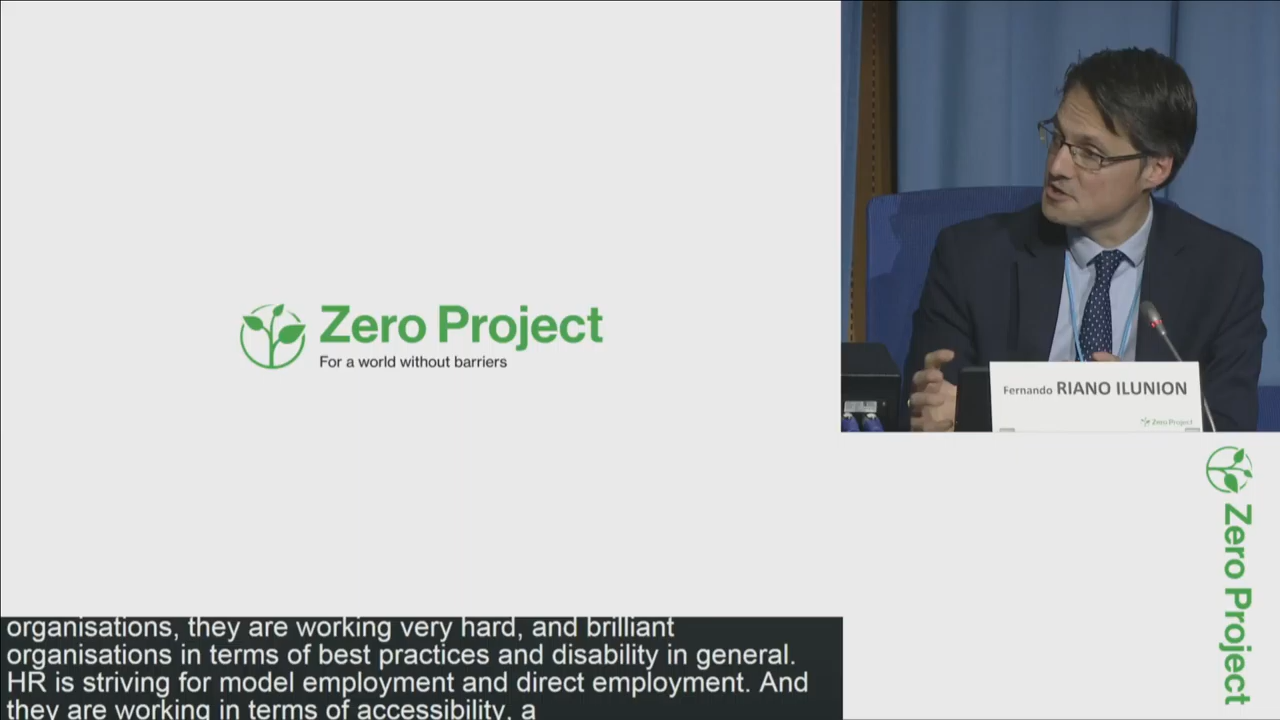 Zero Project
For a world without barriers
Fernando RIANO ILUNION
Zero Project
Zero Project
organisations, they are working very hard, and brilliant
organisations in terms of best practices and disability in general.
HR is striving for model employment and direct employment. And
they are working in terms of accessibility, a